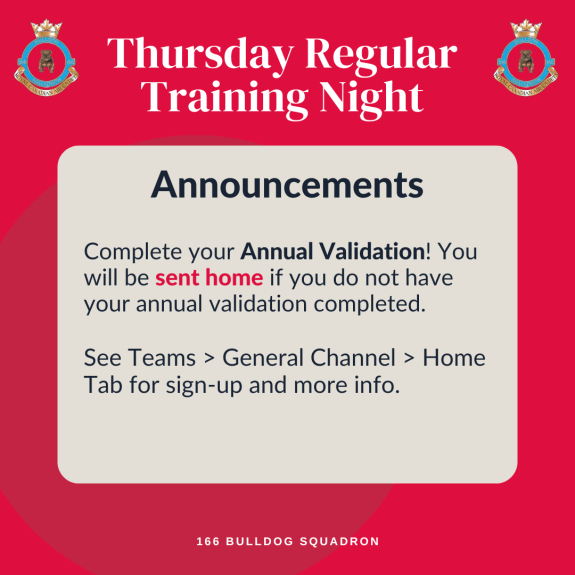 Thursday Regular
Training Night
Announcements
Complete your Annual Validation! You
will be sent home if you do not have
your annual validation completed.
See Teams > General Channel > Home
Tab for sign-up and more info.
166 BULLDOG SQUADRON